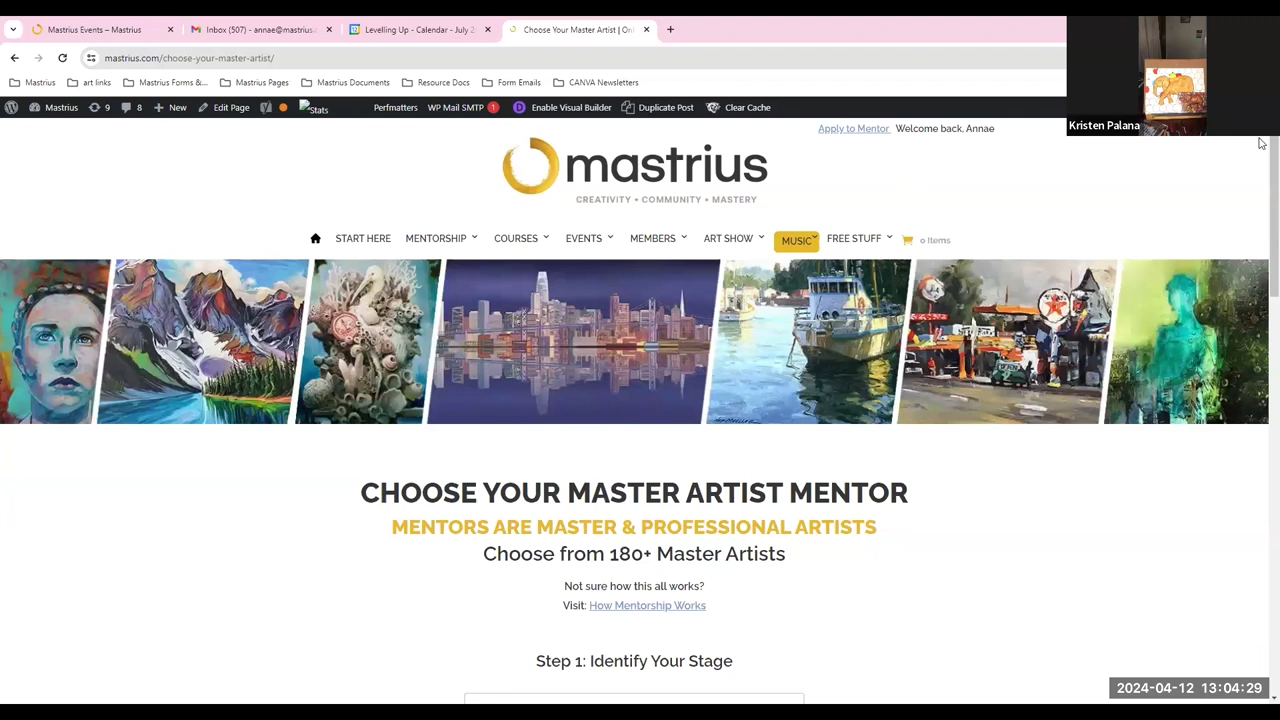 Mastrius Events – Mastrius
Inbox (507) - annae@mastrius.
Levelling Up - Calendar - July 2
Choose Your Master Artist | Onl
mastrius.com/choose-your-master-artist/
Mastrius
art links
Mastrius Forms &...
Mastrius Pages
Mastrius Documents
Resource Docs
Form Emails
CANVA Newsletters
Mastrius 9 8 New Edit Page Stats Perfmatters WP Mail SMTP 1 Enable Visual Builder Duplicate Post Clear Cache
Kristen Palana
Apply to Mentor Welcome back, Annae
mastrius
CREATIVITY • COMMUNITY • MASTERY
START HERE MENTORSHIP COURSES EVENTS MEMBERS ART SHOW MUSIC FREE STUFF 0 Items
TEXACO
CHOOSE YOUR MASTER ARTIST MENTOR
MENTORS ARE MASTER & PROFESSIONAL ARTISTS
Choose from 180+ Master Artists
Not sure how this all works?
Visit: How Mentorship Works
Step 1: Identify Your Stage
2024-04-12 13:04:29